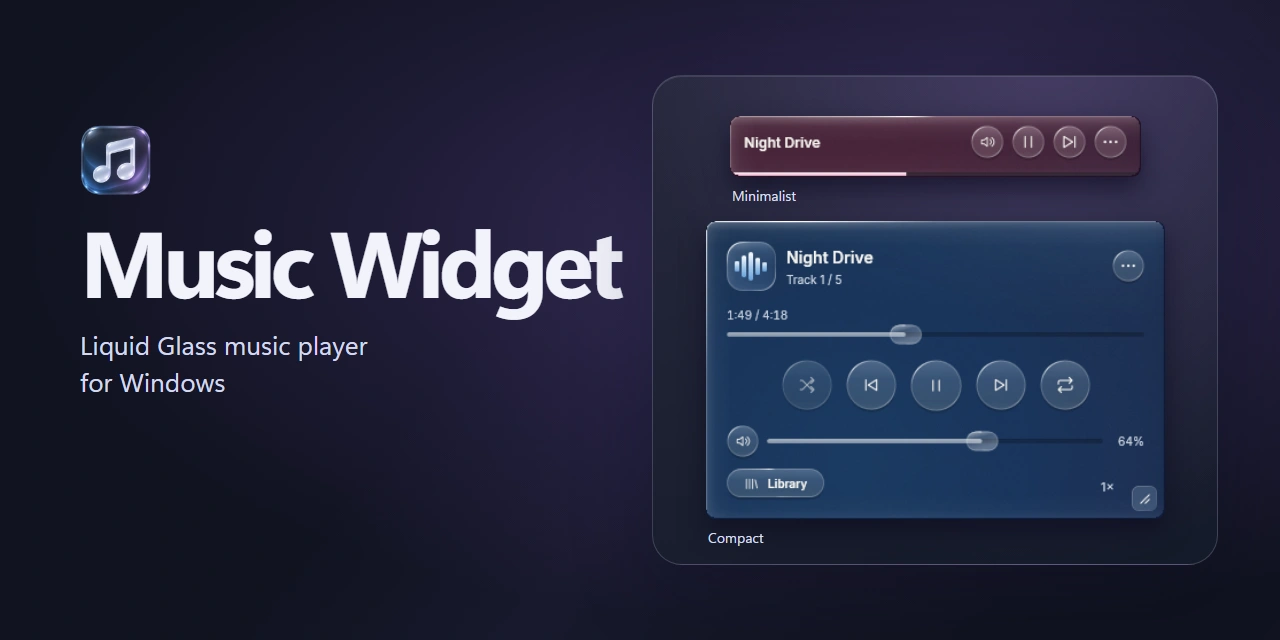 Music Widget
Liquid Glass music player
for Windows
Night Drive
Minimalist
Night Drive
Track 1 / 5
1:49 / 4:18
64%
Library
1×
Compact